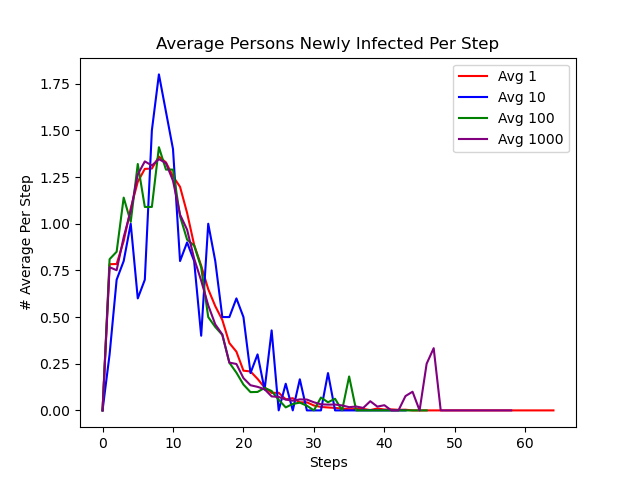 Average Persons Newly Infected Per Step
Avg 1
Avg 10
Avg 100
Avg 1000
# Average Per Step
1.75
1.50
1.25
1.00
0.75
0.50
0.25
0.00
0 10 20 30 40 50 60
Steps